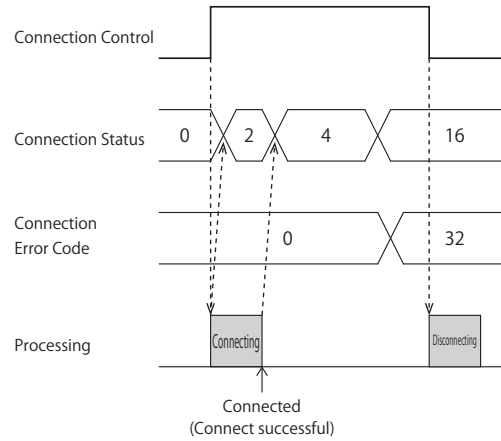 Connection Control
Connection Status
0
2
4
16
Connection
Error Code
0
32
Processing
Connecting
Disconnecting
Connected
(Connect successful)